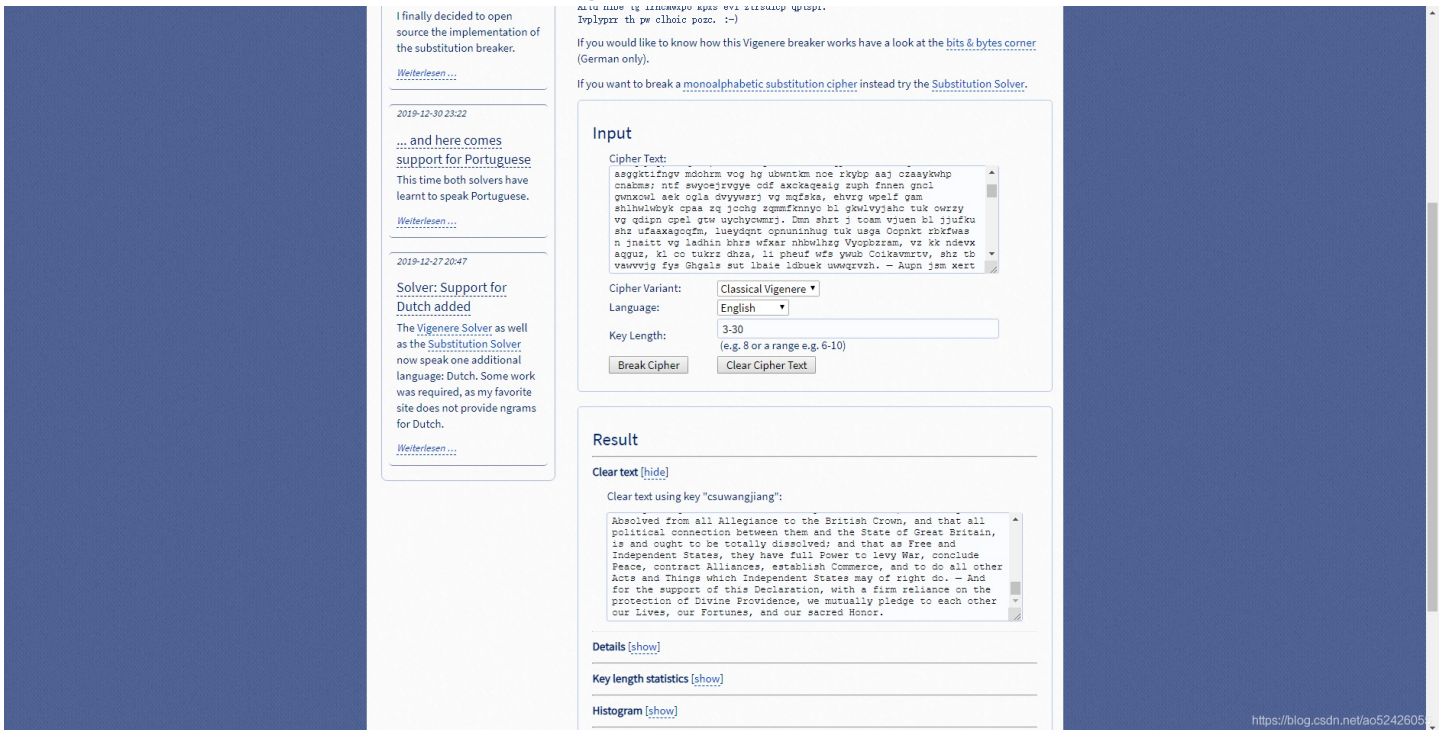 I finally decided to open
source the implementation of
the substitution breaker.
Weiterlesen ...
2019-12-30 23:22
... and here comes
support for Portuguese
This time both solvers have
learnt to speak Portuguese.
Weiterlesen ...
2019-12-27 20:47
Solver: Support for
Dutch added
The Vigenere Solver as well
as the Substitution Solver
now speak one additional
language: Dutch. Some work
was required, as my favorite
site does not provide ngrams
for Dutch.
Weiterlesen ...
Ivplyprr th pw clhoic pozc. :-)
If you would like to know how this Vigenere breaker works have a look at the bits & bytes corner
(German only).
If you want to break a monoalphabetic substitution cipher instead try the Substitution Solver.
Input
Cipher Text:
asggktifngv mdohrm vog hg ubwntkm noe rkybp aaj czaaykwhp
cnabms; ntf swyoejrvgye cdf axckaqeaig zuph fnnen gncl
gwnxowl aek ogla dvyywsrj vg mqfska, ehvrg wpelf gam
shlhwlwbyk cpaa zq jcchg zqmmfknnyo bl gkwlvyjahc tuk owrzy
vg qdipn cpel gtw uychycwmrj. Dmn shrt j toam vjuen bl jjufku
shz ufaaxagoqfm, lueydqnt opnuninhug tuk usga Oopnkt rbkfwas
n jnaitt vg ladhin bhrs wfxar nhbwlhzg Vyopbzram, vz kk ndevx
aqguz, kl co tukrz dhza, li pheuf wfs ywub Coikavmrtv, shz tb
vawvvjg fys Ghgals sut lbaie ldbuek uwwqrvzh. — Aupn jsm xert
Cipher Variant:
Classical Vigenere
Language:
English
Key Length:
3-30
(e.g. 8 or a range e.g. 6-10)
Break Cipher
Clear Cipher Text
Result
Clear text [hide]
Clear text using key "csuwangjiang":
Absolved from all Allegiance to the British Crown, and that all
political connection between them and the State of Great Britain,
is and ought to be totally dissolved; and that as Free and
Independent States, they have full Power to levy War, conclude
Peace, contract Alliances, establish Commerce, and to do all other
Acts and Things which Independent States may of right do. — And
for the support of this Declaration, with a firm reliance on the
protection of Divine Providence, we mutually pledge to each other
our Lives, our Fortunes, and our sacred Honor.
Details [show]
Key length statistics [show]
Histogram [show]
https://blog.csdn.net/ao52426055